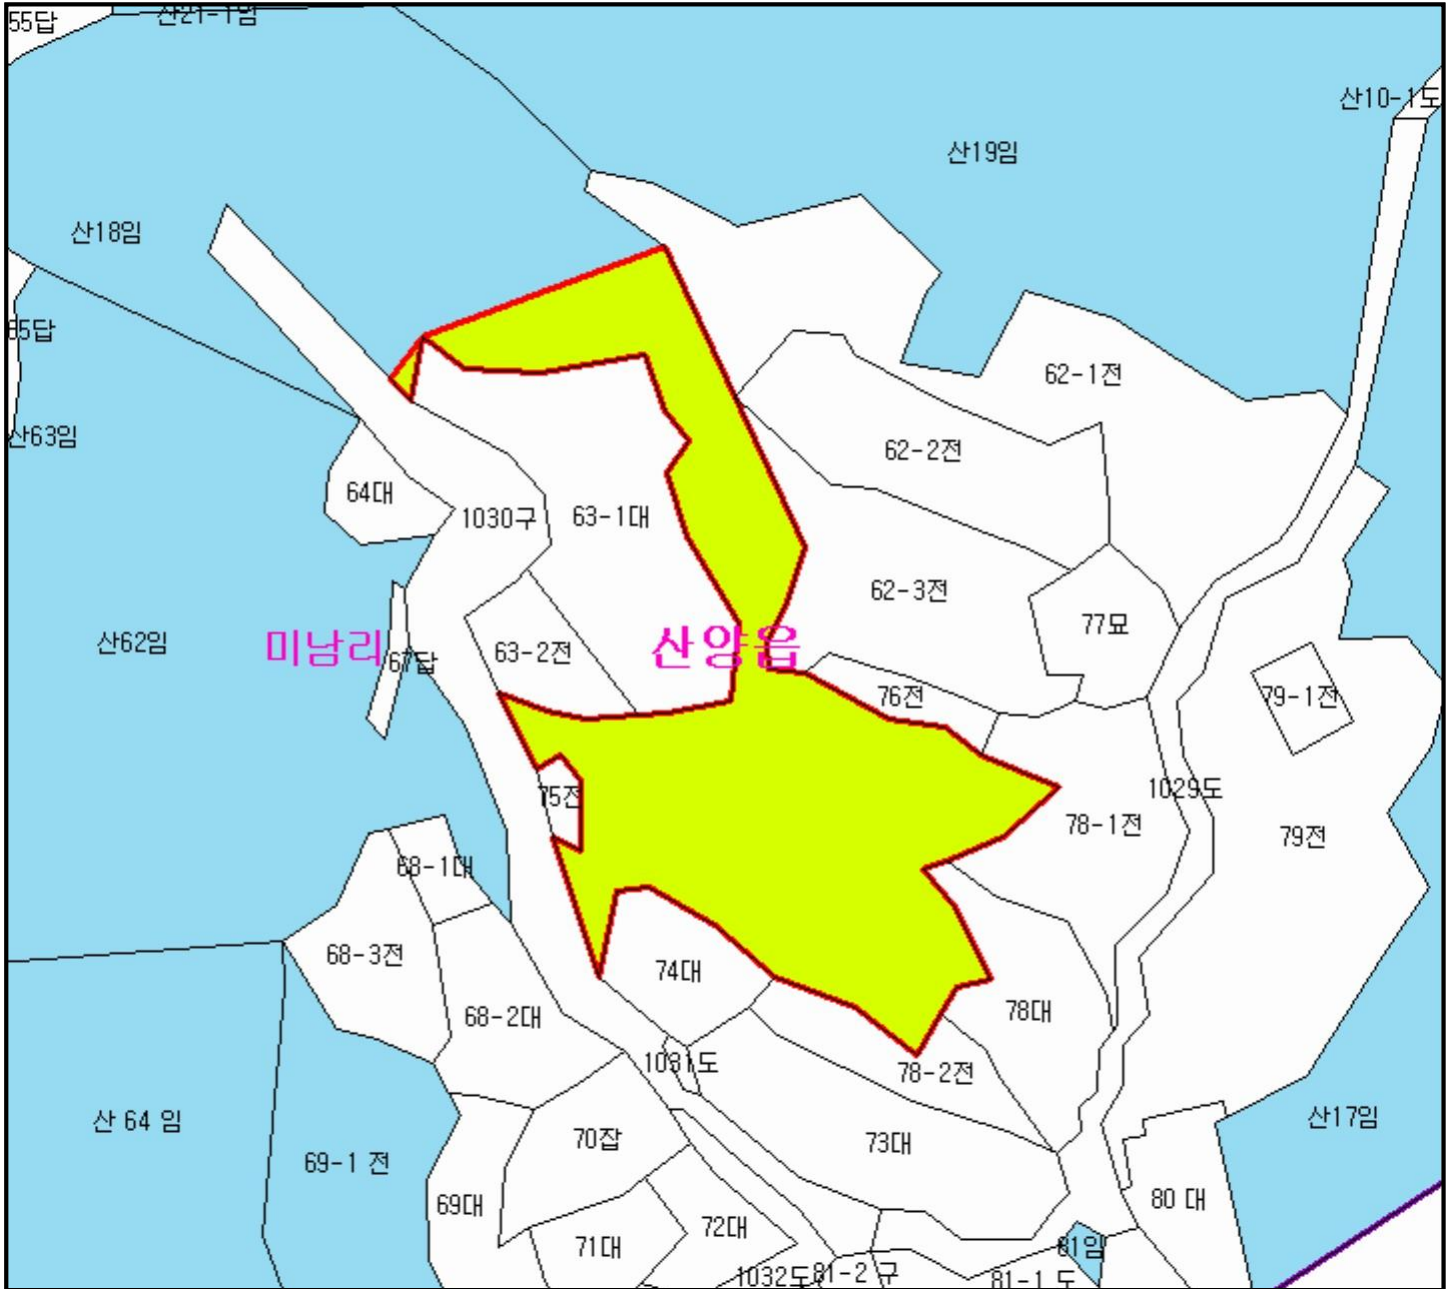 55답
산21-1임
산10-1도
산19임
산18임
62-1전
산63임
62-2전
64대
1030구
63-1대
62-3전
77묘
산62임
미남리
67답
63-2전
산양읍
76전
79-1전
75전
1029도
78-1전
79전
68-1대
68-3전
74대
68-2대
78대
1031도
78-2전
산 64 임
70잡
73대
산17임
69-1 전
69대
80 대
71대
72대
81임
1032도
81-2 구
81-1 도